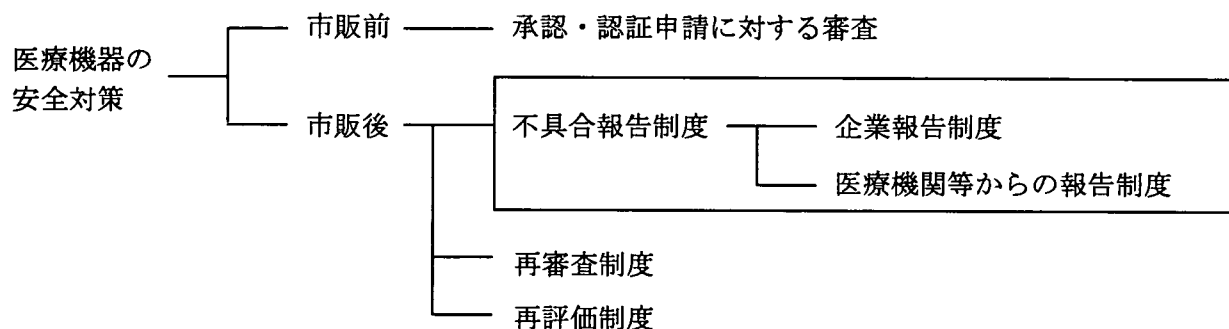 医療機器の
安全対策
市販前
承認・認証申請に対する審査
市販後
不具合報告制度
企業報告制度
医療機関等からの報告制度
再審査制度
再評価制度